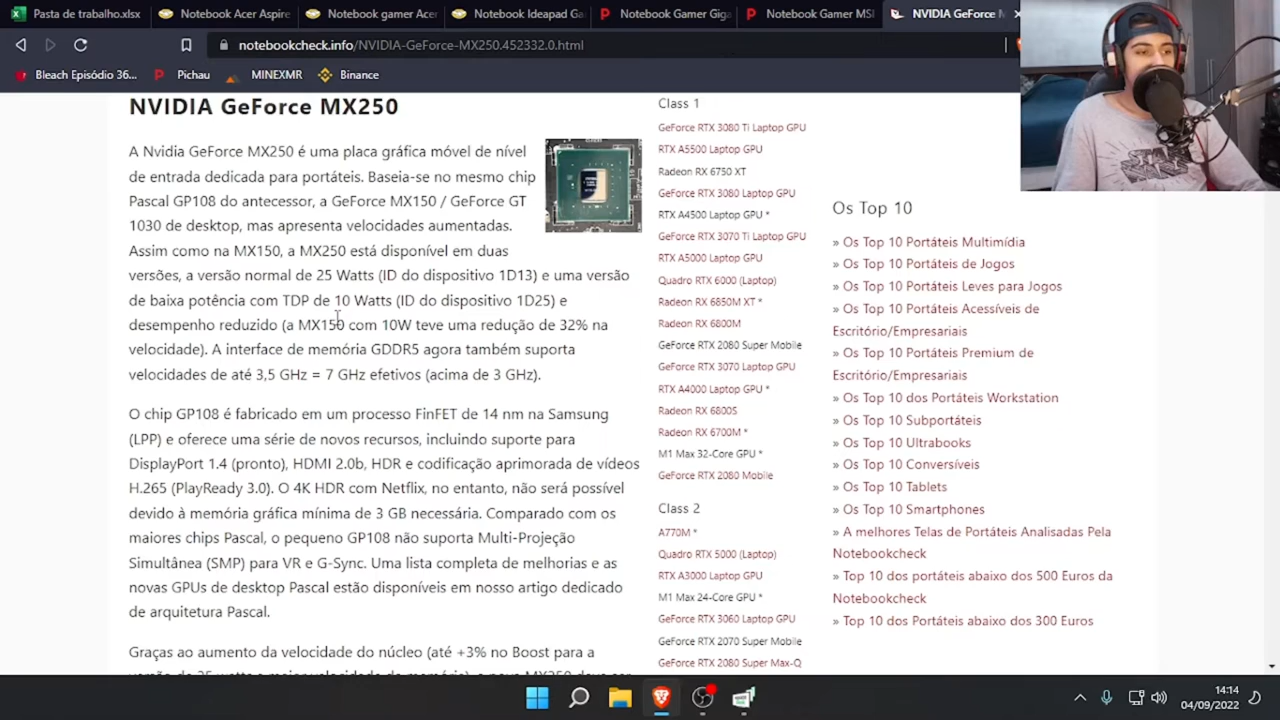 Pasta de trabalho.xlsx
Notebook Acer Aspire
Notebook gamer Acer
Notebook Ideapad Ga
Notebook Gamer Giga
Notebook Gamer MSI
NVIDIA GeForce M
notebookcheck.info/NVIDIA-GeForce-MX250.452332.0.html
Bleach Episódio 36...
Pichau
MINEXMR
Binance
NVIDIA GeForce MX250
A Nvidia GeForce MX250 é uma placa gráfica móvel de nível
de entrada dedicada para portáteis. Baseia-se no mesmo chip
Pascal GP108 do antecessor, a GeForce MX150 / GeForce GT
1030 de desktop, mas apresenta velocidades aumentadas.
Assim como na MX150, a MX250 está disponível em duas
versões, a versão normal de 25 Watts (ID do dispositivo 1D13) e uma versão
de baixa potência com TDP de 10 Watts (ID do dispositivo 1D25) e
desempenho reduzido (a MX150 com 10W teve uma redução de 32% na
velocidade). A interface de memória GDDR5 agora também suporta
velocidades de até 3,5 GHz = 7 GHz efetivos (acima de 3 GHz).
O chip GP108 é fabricado em um processo FinFET de 14 nm na Samsung
(LPP) e oferece uma série de novos recursos, incluindo suporte para
DisplayPort 1.4 (pronto), HDMI 2.0b, HDR e codificação aprimorada de vídeos
H.265 (PlayReady 3.0). O 4K HDR com Netflix, no entanto, não será possível
devido à memória gráfica mínima de 3 GB necessária. Comparado com os
maiores chips Pascal, o pequeno GP108 não suporta Multi-Projeção
Simultânea (SMP) para VR e G-Sync. Uma lista completa de melhorias e as
novas GPUs de desktop Pascal estão disponíveis em nosso artigo dedicado
de arquitetura Pascal.
Graças ao aumento da velocidade do núcleo (até +3% no Boost para a
Class 1
GeForce RTX 3080 Ti Laptop GPU
RTX A5500 Laptop GPU
Radeon RX 6750 XT
GeForce RTX 3080 Laptop GPU
RTX A4500 Laptop GPU *
GeForce RTX 3070 Ti Laptop GPU
RTX A5000 Laptop GPU
Quadro RTX 6000 (Laptop)
Radeon RX 6850M XT *
Radeon RX 6800M
GeForce RTX 2080 Super Mobile
GeForce RTX 3070 Laptop GPU
RTX A4000 Laptop GPU *
Radeon RX 6800S
Radeon RX 6700M *
M1 Max 32-Core GPU *
GeForce RTX 2080 Mobile
Class 2
A770M *
Quadro RTX 5000 (Laptop)
RTX A3000 Laptop GPU
M1 Max 24-Core GPU *
GeForce RTX 3060 Laptop GPU
GeForce RTX 2070 Super Mobile
GeForce RTX 2080 Super Max-Q
Os Top 10
» Os Top 10 Portáteis Multimídia
» Os Top 10 Portáteis de Jogos
» Os Top 10 Portáteis Leves para Jogos
» Os Top 10 Portáteis Acessíveis de
Escritório/Empresariais
» Os Top 10 Portáteis Premium de
Escritório/Empresariais
» Os Top 10 dos Portáteis Workstation
» Os Top 10 Subportáteis
» Os Top 10 Ultrabooks
» Os Top 10 Conversíveis
» Os Top 10 Tablets
» Os Top 10 Smartphones
» A melhores Telas de Portáteis Analisadas Pela
Notebookcheck
» Top 10 dos portáteis abaixo dos 500 Euros da
Notebookcheck
» Top 10 dos Portáteis abaixo dos 300 Euros
STAR WARS
14:14
04/09/2022